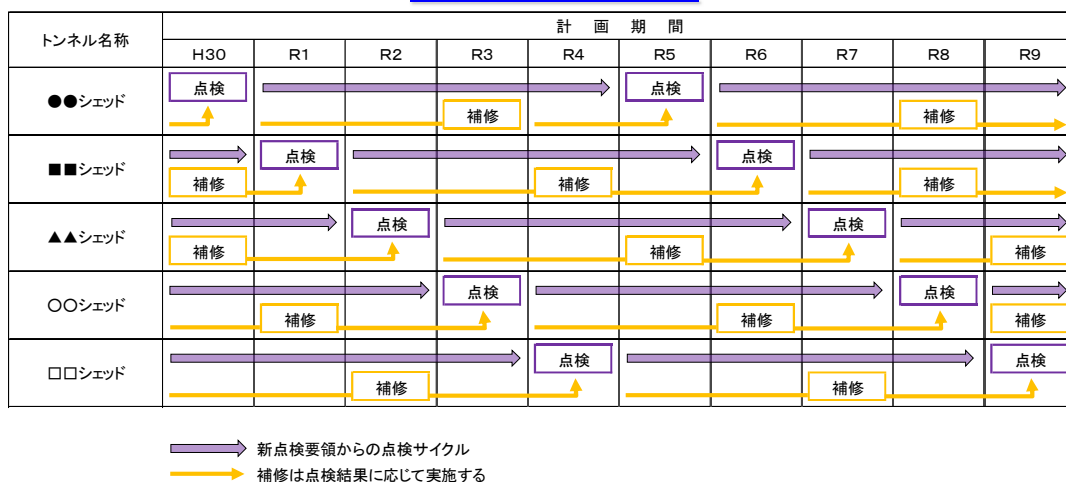 トンネル名称
計画期間
H30 R1 R2 R3 R4 R5 R6 R7 R8 R9
●●シェッド
点検 点検
補修 補修
■■シェッド
点検 点検
補修 補修 補修
▲▲シェッド
点検 点検
補修 補修 補修
○○シェッド
点検 点検
補修 補修 補修
□□シェッド
点検 点検
補修 補修
新点検要領からの点検サイクル
補修は点検結果に応じて実施する